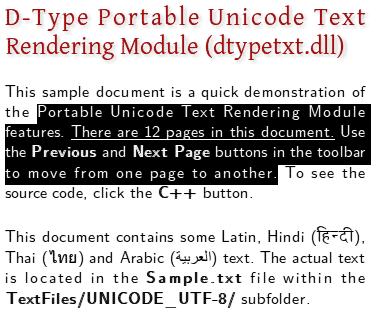 D-Type Portable Unicode Text
Rendering Module (dtypetxt.dll)
This sample document is a quick demonstration of
the Portable Unicode Text Rendering Module
features. There are 12 pages in this document. Use
the Previous and Next Page buttons in the toolbar
to move from one page to another. To see the
source code, click the C++ button.
This document contains some Latin, Hindi (हिन्दी),
Thai (ไทย) and Arabic (العربية) text. The actual text
is located in the Sample.txt file within the
TextFiles/UNICODE_UTF-8/ subfolder.